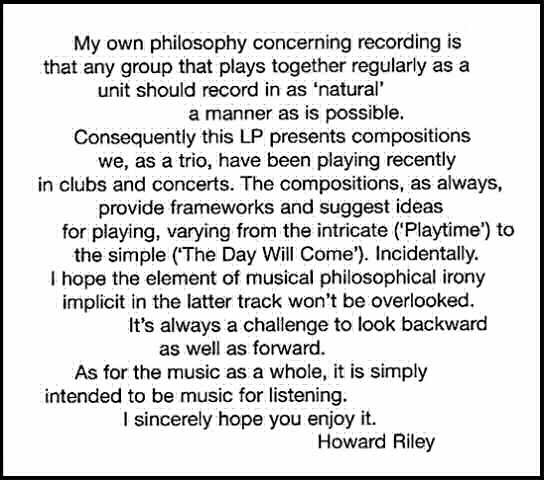 My own philosophy concerning recording is
that any group that plays together regularly as a
unit should record in as ‘natural’
a manner as is possible.
Consequently this LP presents compositions
we, as a trio, have been playing recently
in clubs and concerts. The compositions, as always,
provide frameworks and suggest ideas
for playing, varying from the intricate (‘Playtime’) to
the simple (‘The Day Will Come’). Incidentally.
I hope the element of musical philosophical irony
implicit in the latter track won’t be overlooked.
It’s always a challenge to look backward
as well as forward.
As for the music as a whole, it is simply
intended to be music for listening.
I sincerely hope you enjoy it.
Howard Riley